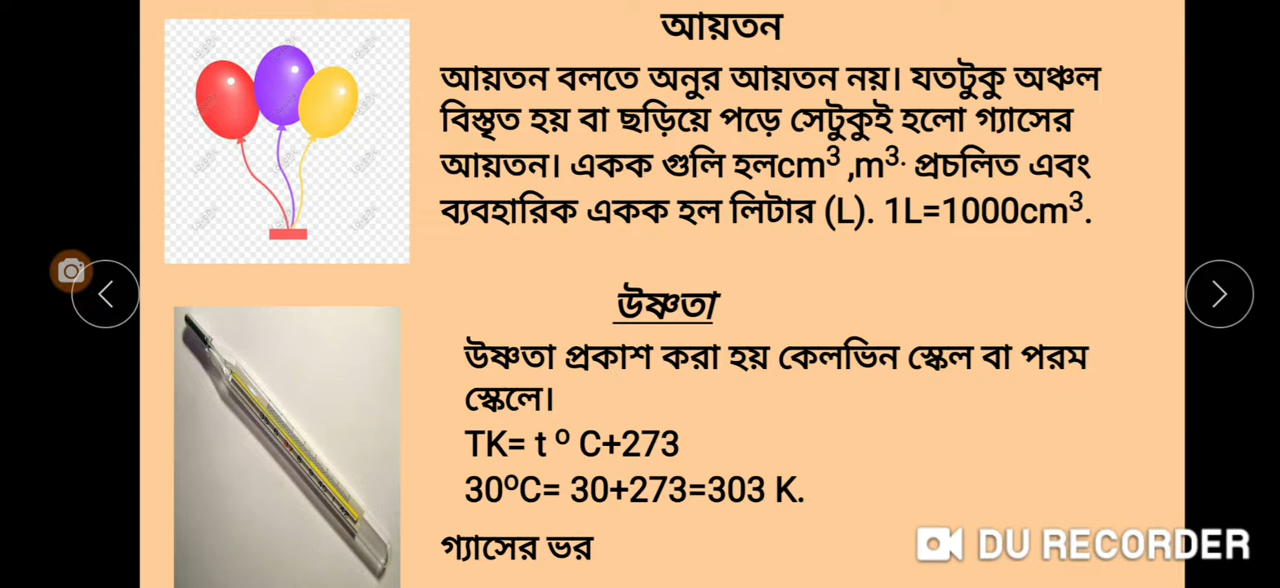 আয়তন
আয়তন বলতে অনুর আয়তন নয়। যতটুকু অঞ্চল
বিস্তৃত হয় বা ছড়িয়ে পড়ে সেটুকুই হলো গ্যাসের
আয়তন। একক গুলি হলcm³ ,m³· প্রচলিত এবং
ব্যবহারিক একক হল লিটার (L). 1L=1000cm³.
উষ্ণতা
উষ্ণতা প্রকাশ করা হয় কেলভিন স্কেল বা পরম
স্কেলে।
TK= t º C+273
30ºC= 30+273=303 K.
গ্যাসের ভর
DU RECORDER